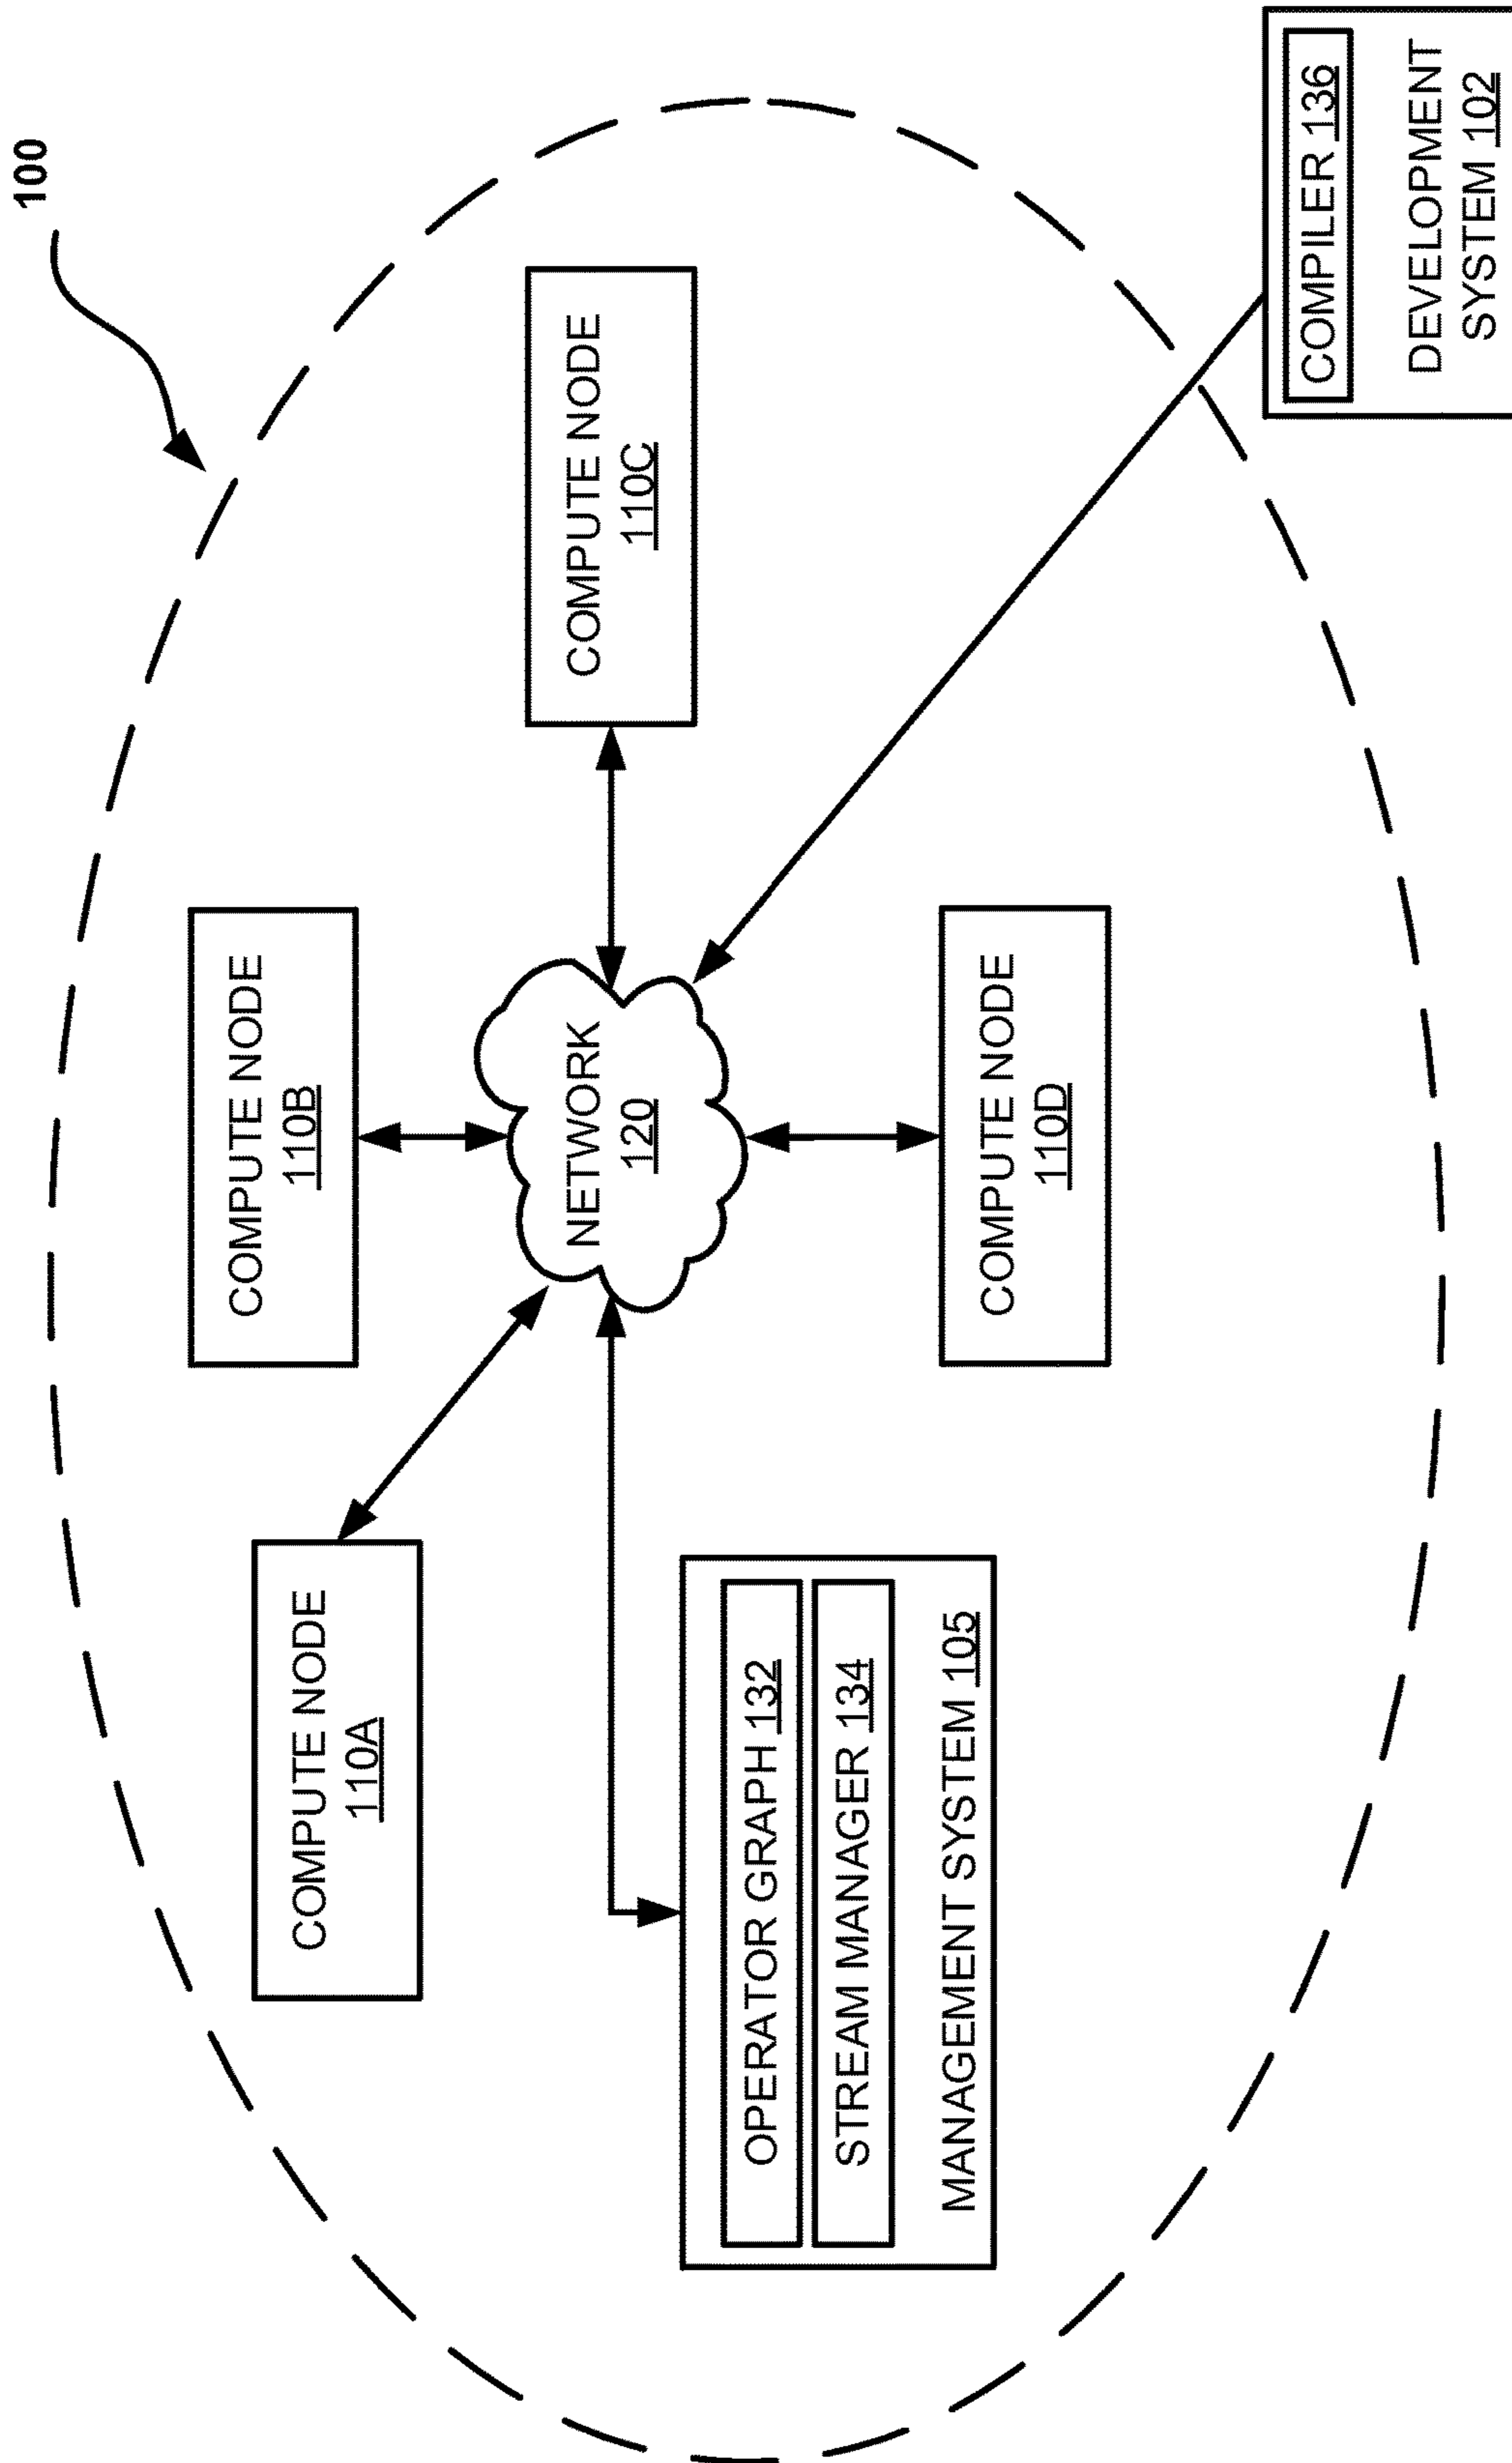 100
COMPUTE NODE
110B
COMPUTE NODE
110A
COMPUTE NODE
110C
NETWORK
120
OPERATOR GRAPH 132
STREAM MANAGER 134
MANAGEMENT SYSTEM 105
COMPUTE NODE
110D
COMPILER 136
DEVELOPMENT
SYSTEM 102